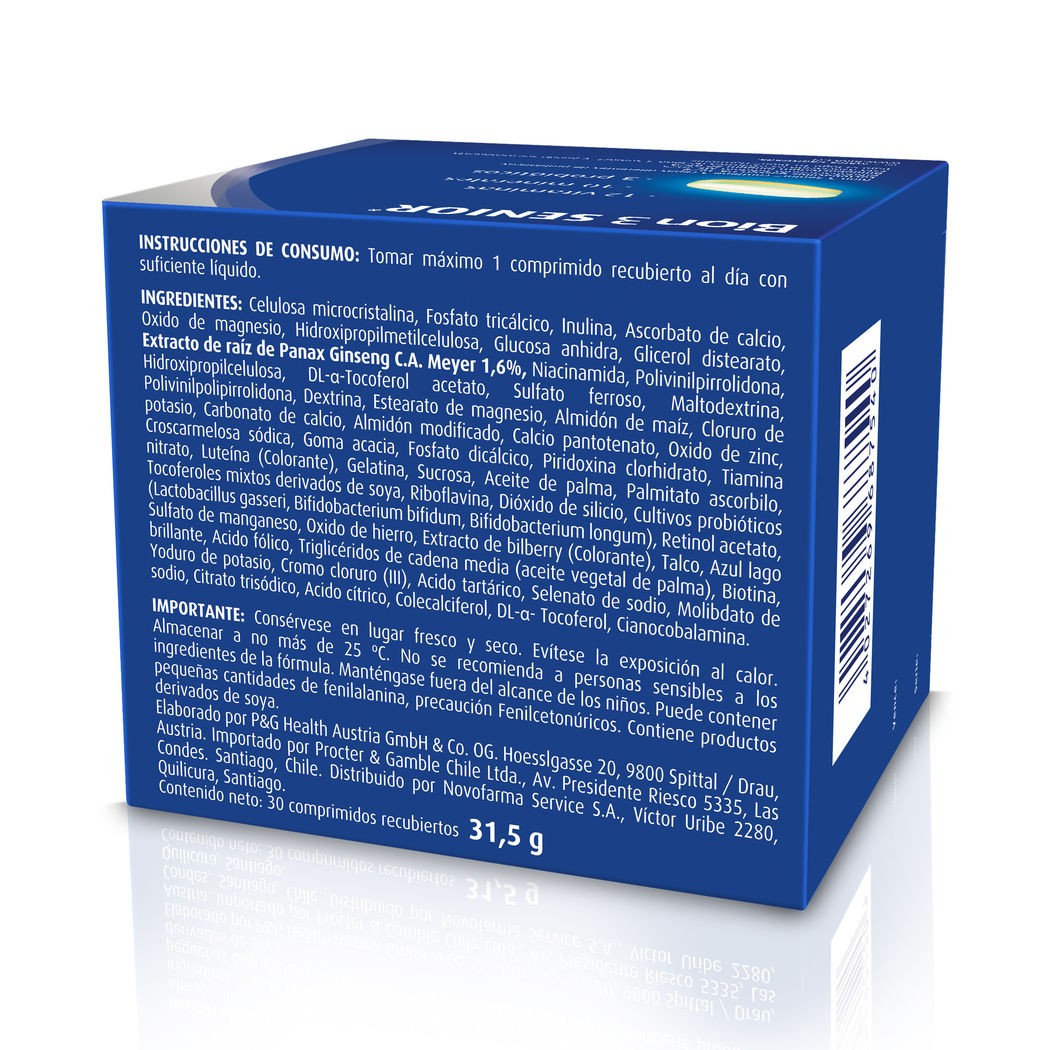 Bion 3 SENIOR®
12 vitaminas
10 minerales
3 probióticos
INSTRUCCIONES DE CONSUMO: Tomar máximo 1 comprimido recubierto al día con
suficiente líquido.
INGREDIENTES: Celulosa microcristalina, Fosfato tricálcico, Inulina, Ascorbato de calcio,
Oxido de magnesio, Hidroxipropilmetilcelulosa, Glucosa anhidra, Glicerol distearato,
Extracto de raíz de Panax Ginseng C.A. Meyer 1,6%, Niacinamida, Polivinilpirrolidona,
Hidroxipropilcelulosa, DL-α-Tocoferol acetato, Sulfato ferroso, Maltodextrina,
Polivinilpolipirrolidona, Dextrina, Estearato de magnesio, Almidón de maíz, Cloruro de
potasio, Carbonato de calcio, Almidón modificado, Calcio pantotenato, Oxido de zinc,
Croscarmelosa sódica, Goma acacia, Fosfato dicálcico, Piridoxina clorhidrato, Tiamina
nitrato, Luteína (Colorante), Gelatina, Sucrosa, Aceite de palma, Palmitato ascorbilo,
Tocoferoles mixtos derivados de soya, Riboflavina, Dióxido de silicio, Cultivos probióticos
(Lactobacillus gasseri, Bifidobacterium bifidum, Bifidobacterium longum), Retinol acetato,
Sulfato de manganeso, Oxido de hierro, Extracto de bilberry (Colorante), Talco, Azul lago
brillante, Acido fólico, Triglicéridos de cadena media (aceite vegetal de palma), Biotina,
Yoduro de potasio, Cromo cloruro (III), Acido tartárico, Selenato de sodio, Molibdato de
sodio, Citrato trisódico, Acido cítrico, Colecalciferol, DL-α- Tocoferol, Cianocobalamina.
IMPORTANTE: Consérvese en lugar fresco y seco. Evítese la exposición al calor.
Almacenar a no más de 25 ºC. No se recomienda a personas sensibles a los
ingredientes de la fórmula. Manténgase fuera del alcance de los niños. Puede contener
pequeñas cantidades de fenilalanina, precaución Fenilcetonúricos. Contiene productos
derivados de soya.
Elaborado por P&G Health Austria GmbH & Co. OG. Hoesslgasse 20, 9800 Spittal / Drau,
Austria. Importado por Procter & Gamble Chile Ltda., Av. Presidente Riesco 5335, Las
Condes. Santiago, Chile. Distribuido por Novofarma Service S.A., Víctor Uribe 2280,
Quilicura, Santiago.
Contenido neto: 30 comprimidos recubiertos 31,5 g
Vence:
Serie: